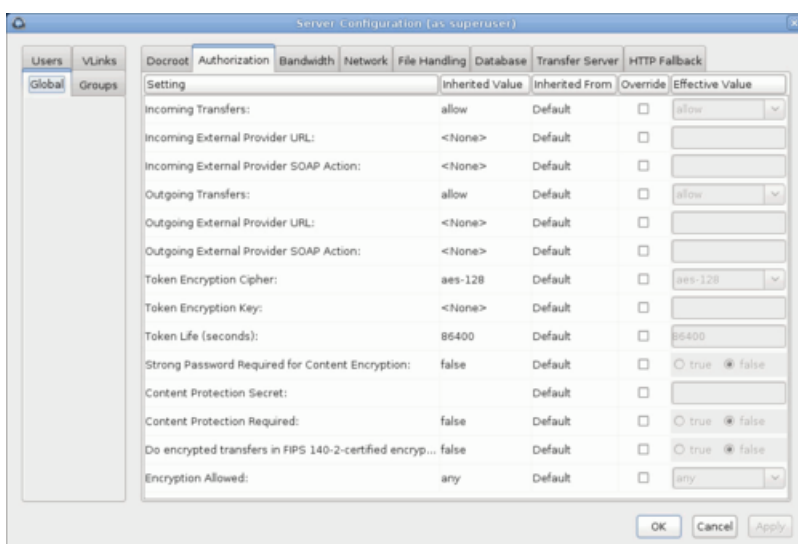 Server Configuration (as superuser)
Users VLinks
Global Groups
Docroot Authorization Bandwidth Network File Handling Database Transfer Server HTTP Fallback
Setting Inherited Value Inherited From Override Effective Value
Incoming Transfers: allow Default allow
Incoming External Provider URL: <None> Default
Incoming External Provider SOAP Action: <None> Default
Outgoing Transfers: allow Default allow
Outgoing External Provider URL: <None> Default
Outgoing External Provider SOAP Action: <None> Default
Token Encryption Cipher: aes-128 Default aes-128
Token Encryption Key: <None> Default
Token Life (seconds): 86400 Default 86400
Strong Password Required for Content Encryption: false Default true false
Content Protection Secret: Default
Content Protection Required: false Default true false
Do encrypted transfers in FIPS 140-2-certified encryp... false Default true false
Encryption Allowed: any Default any
OK Cancel Apply